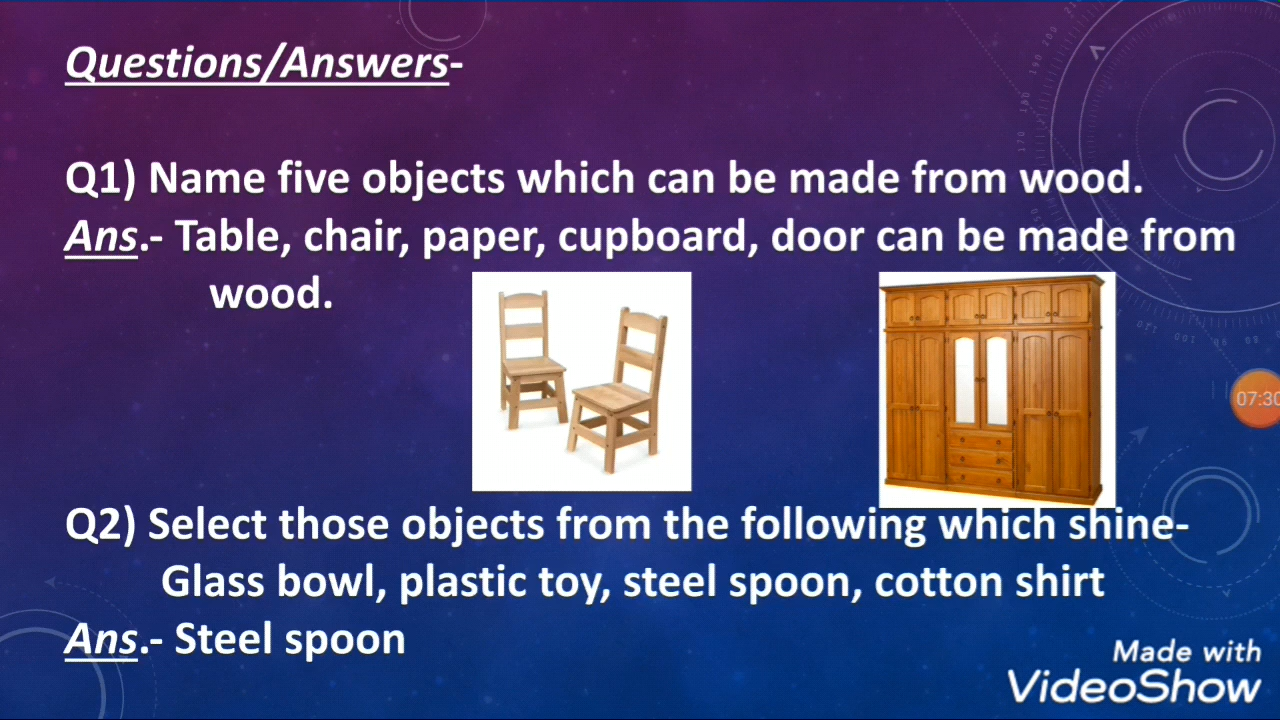 Questions/Answers-
Q1) Name five objects which can be made from wood.
Ans.- Table, chair, paper, cupboard, door can be made from
wood.
07:30
Q2) Select those objects from the following which shine-
Glass bowl, plastic toy, steel spoon, cotton shirt
Ans.- Steel spoon
Made with
VideoShow